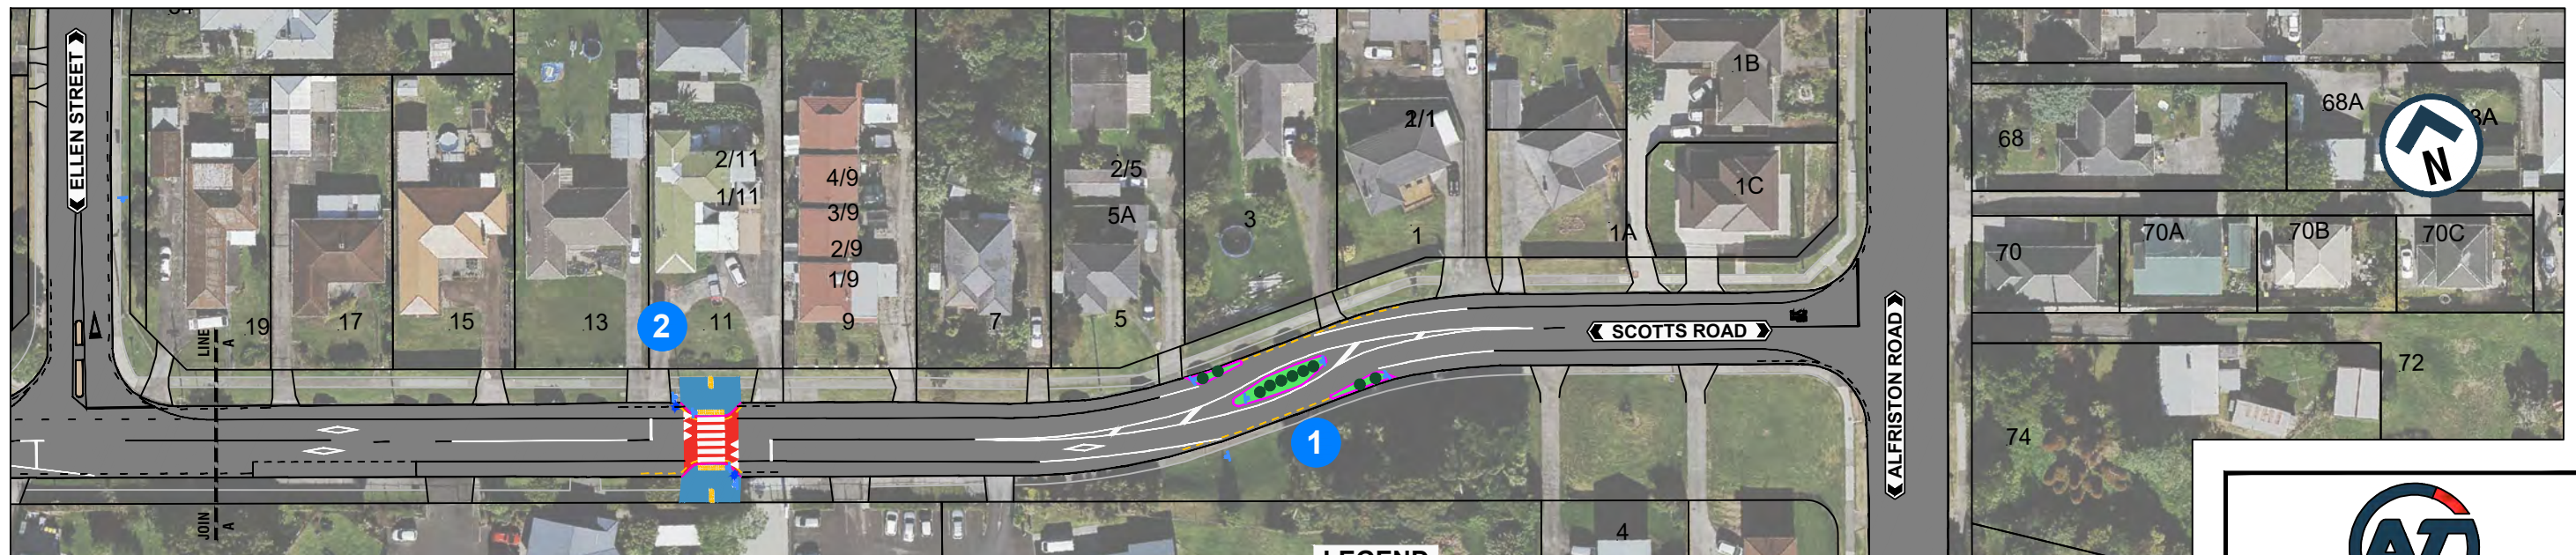 ELLEN STREET
1B
68A
2/1
68
2/11
4/9
2/5
1C
1/11
3/9
5A
3
1
1A
70
70A
70B
70C
2/9
1/9
19
17
15
13
2
11
9
7
5
LINE
A
SCOTTS ROAD
ALFRISTON ROAD
72
74
1
JOIN
A
4
N
LEGEND
AT